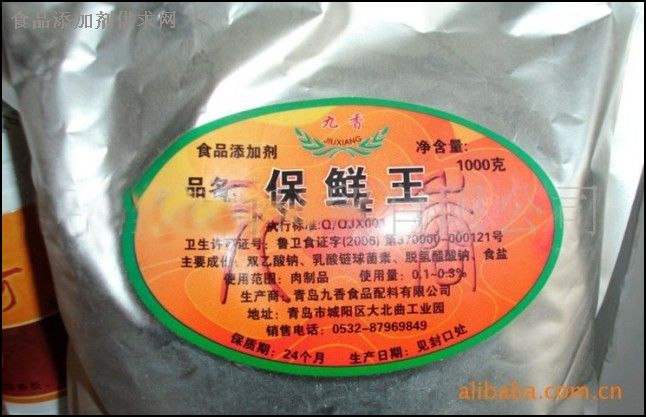 食品添加剂供求网
九香
JIUXIANG
食品添加剂
净含量:
1000克
品名:
保鲜王
执行标准:Q/QJX001
卫生许可证号: 鲁卫食证字(2006)第370000-000121号
主要成份: 双乙酸钠、乳酸链球菌素、脱氢醋酸钠、食盐
使用范围: 肉制品 使用量: 0.1-0.3%
生产商: 青岛九香食品配料有限公司
地址: 青岛市城阳区大北曲工业园
销售电话: 0532-87969849
保质期: 24个月 生产日期: 见封口处
alibaba.com.cn